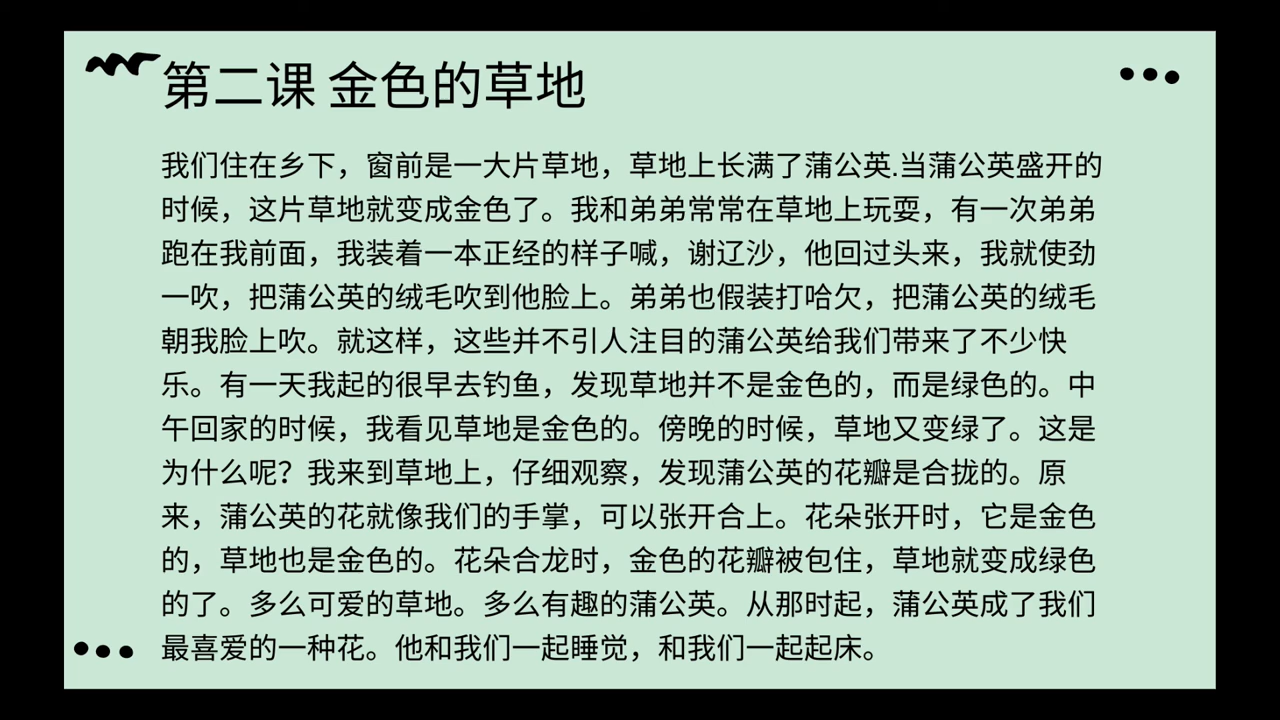 第二课 金色的草地
我们住在乡下，窗前是一大片草地，草地上长满了蒲公英.当蒲公英盛开的
时候，这片草地就变成金色了。我和弟弟常常在草地上玩耍，有一次弟弟
跑在我前面，我装着一本正经的样子喊，谢辽沙，他回过头来，我就使劲
一吹，把蒲公英的绒毛吹到他脸上。弟弟也假装打哈欠，把蒲公英的绒毛
朝我脸上吹。就这样，这些并不引人注目的蒲公英给我们带来了不少快
乐。有一天我起的很早去钓鱼，发现草地并不是金色的，而是绿色的。中
午回家的时候，我看见草地是金色的。傍晚的时候，草地又变绿了。这是
为什么呢？我来到草地上，仔细观察，发现蒲公英的花瓣是合拢的。原
来，蒲公英的花就像我们的手掌，可以张开合上。花朵张开时，它是金色
的，草地也是金色的。花朵合龙时，金色的花瓣被包住，草地就变成绿色
的了。多么可爱的草地。多么有趣的蒲公英。从那时起，蒲公英成了我们
最喜爱的一种花。他和我们一起睡觉，和我们一起起床。